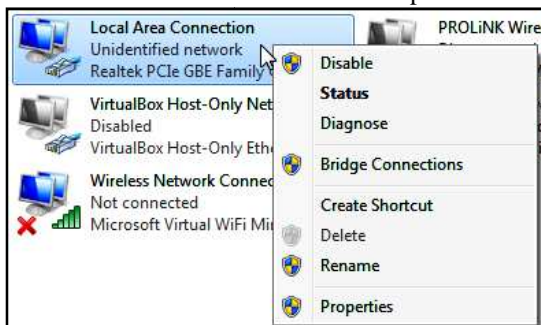 Local Area Connection
Unidentified network
Realtek PCIe GBE Family
PROLiNK Wire
VirtualBox Host-Only Net
Disabled
VirtualBox Host-Only Eth
Wireless Network Connec
Not connected
Microsoft Virtual WiFi Mi
Disable
Status
Diagnose
Bridge Connections
Create Shortcut
Delete
Rename
Properties